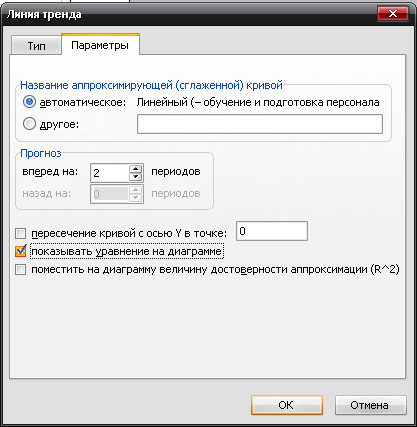 Линия тренда
Тип
Параметры
Название аппроксимирующей (сглаженной) кривой
автоматическое: Линейный (– обучение и подготовка персонала
другое:
Прогноз
вперед на: 2 периодов
назад на: 0 периодов
пересечение кривой с осью Y в точке: 0
показывать уравнение на диаграмме
поместить на диаграмму величину достоверности аппроксимации (R^2)
ОК
Отмена